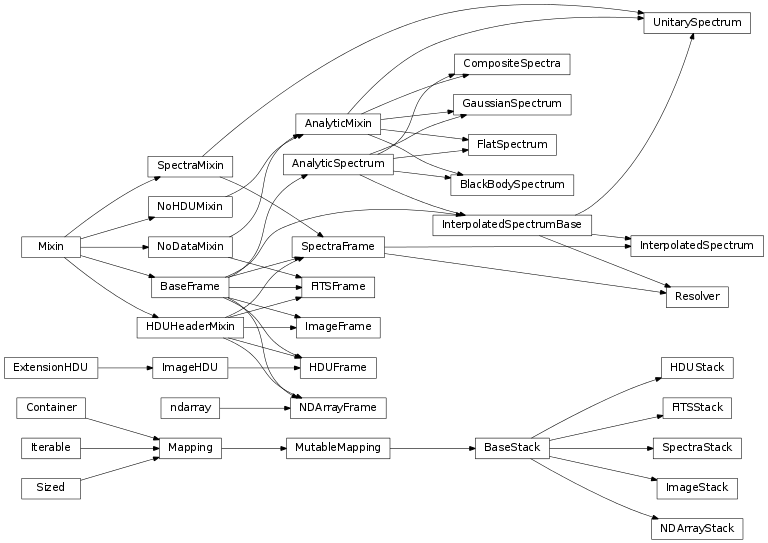 UnitarySpectrum
CompositeSpectra
GaussianSpectrum
AnalyticMixin
FlatSpectrum
SpectraMixin
AnalyticSpectrum
BlackBodySpectrum
NoHDUMixin
InterpolatedSpectrumBase
Mixin
NoDataMixin
SpectraFrame
InterpolatedSpectrum
BaseFrame
FITSFrame
Resolver
HDUHeaderMixin
ImageFrame
ExtensionHDU
ImageHDU
HDUFrame
HDUStack
Container
ndarray
NDArrayFrame
FITSStack
Iterable
Mapping
MutableMapping
BaseStack
SpectraStack
Sized
ImageStack
NDArrayStack